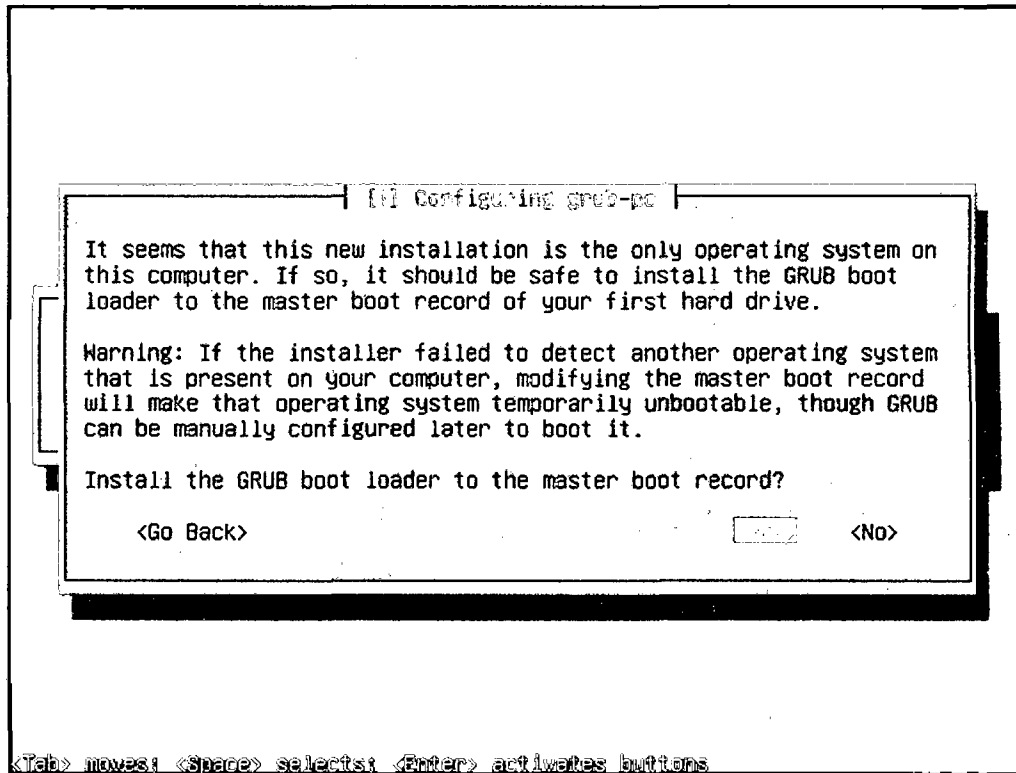 [!] Configuring grub-pc
It seems that this new installation is the only operating system on
this computer. If so, it should be safe to install the GRUB boot
loader to the master boot record of your first hard drive.
Warning: If the installer failed to detect another operating system
that is present on your computer, modifying the master boot record
will make that operating system temporarily unbootable, though GRUB
can be manually configured later to boot it.
Install the GRUB boot loader to the master boot record?
<Go Back> <No>
<Tab> moves; <Space> selects; <Enter> activates buttons